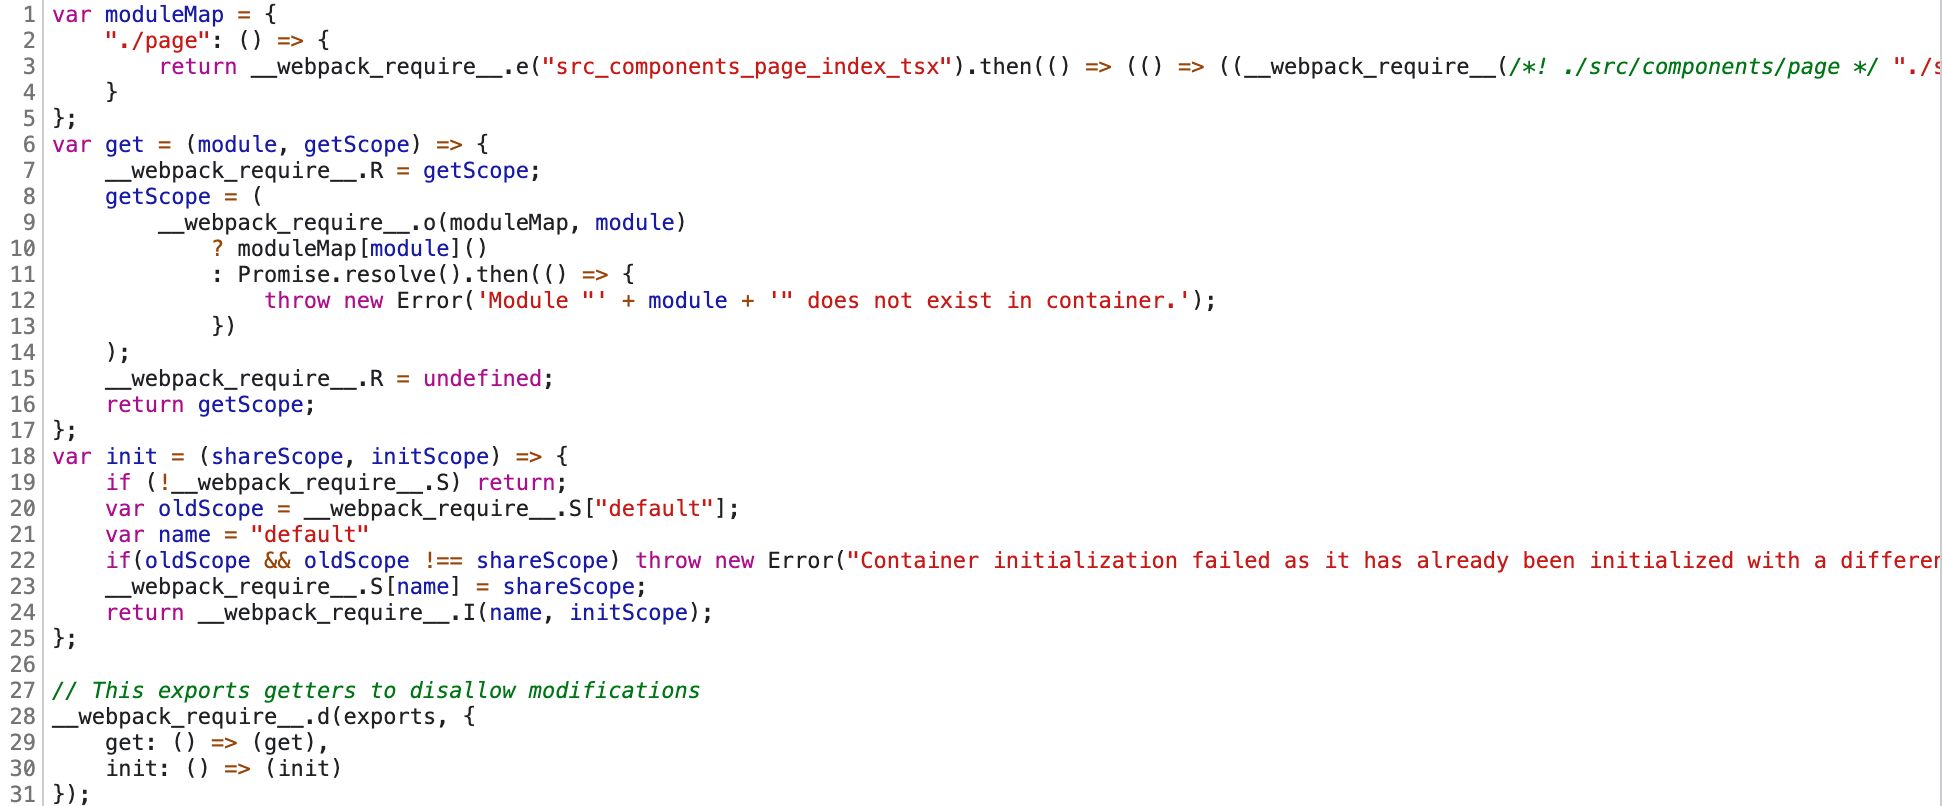 1 var moduleMap = {
2     "./page": () => {
3         return __webpack_require__.e("src_components_page_index_tsx").then(() => (() => ((__webpack_require__(/*! ./src/components/page */ "./s
4     }
5 };
6 var get = (module, getScope) => {
7     __webpack_require__.R = getScope;
8     getScope = (
9         __webpack_require__.o(moduleMap, module)
10             ? moduleMap[module]()
11             : Promise.resolve().then(() => {
12                 throw new Error('Module "' + module + '" does not exist in container.');
13             })
14     );
15     __webpack_require__.R = undefined;
16     return getScope;
17 };
18 var init = (shareScope, initScope) => {
19     if (!__webpack_require__.S) return;
20     var oldScope = __webpack_require__.S["default"];
21     var name = "default"
22     if(oldScope && oldScope !== shareScope) throw new Error("Container initialization failed as it has already been initialized with a differen
23     __webpack_require__.S[name] = shareScope;
24     return __webpack_require__.I(name, initScope);
25 };
26
27 // This exports getters to disallow modifications
28 __webpack_require__.d(exports, {
29     get: () => (get),
30     init: () => (init)
31 });